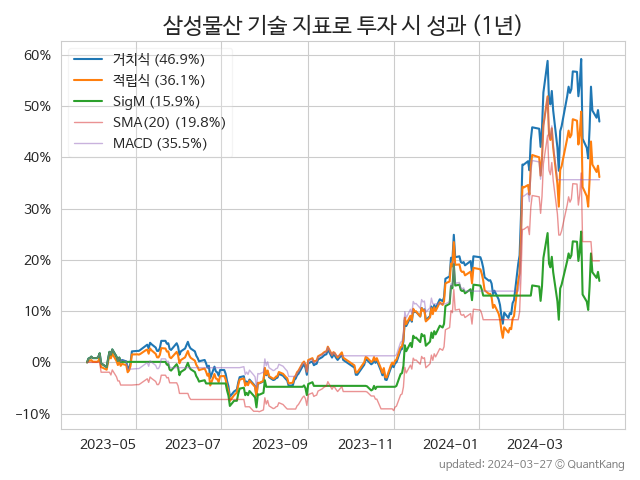 삼성물산 기술 지표로 투자 시 성과 (1년)
60%
50%
40%
30%
20%
10%
0%
−10%
거치식 (46.9%)
적립식 (36.1%)
SigM (15.9%)
SMA(20) (19.8%)
MACD (35.5%)
2023-05
2023-07
2023-09
2023-11
2024-01
2024-03
updated: 2024-03-27 © QuantKang